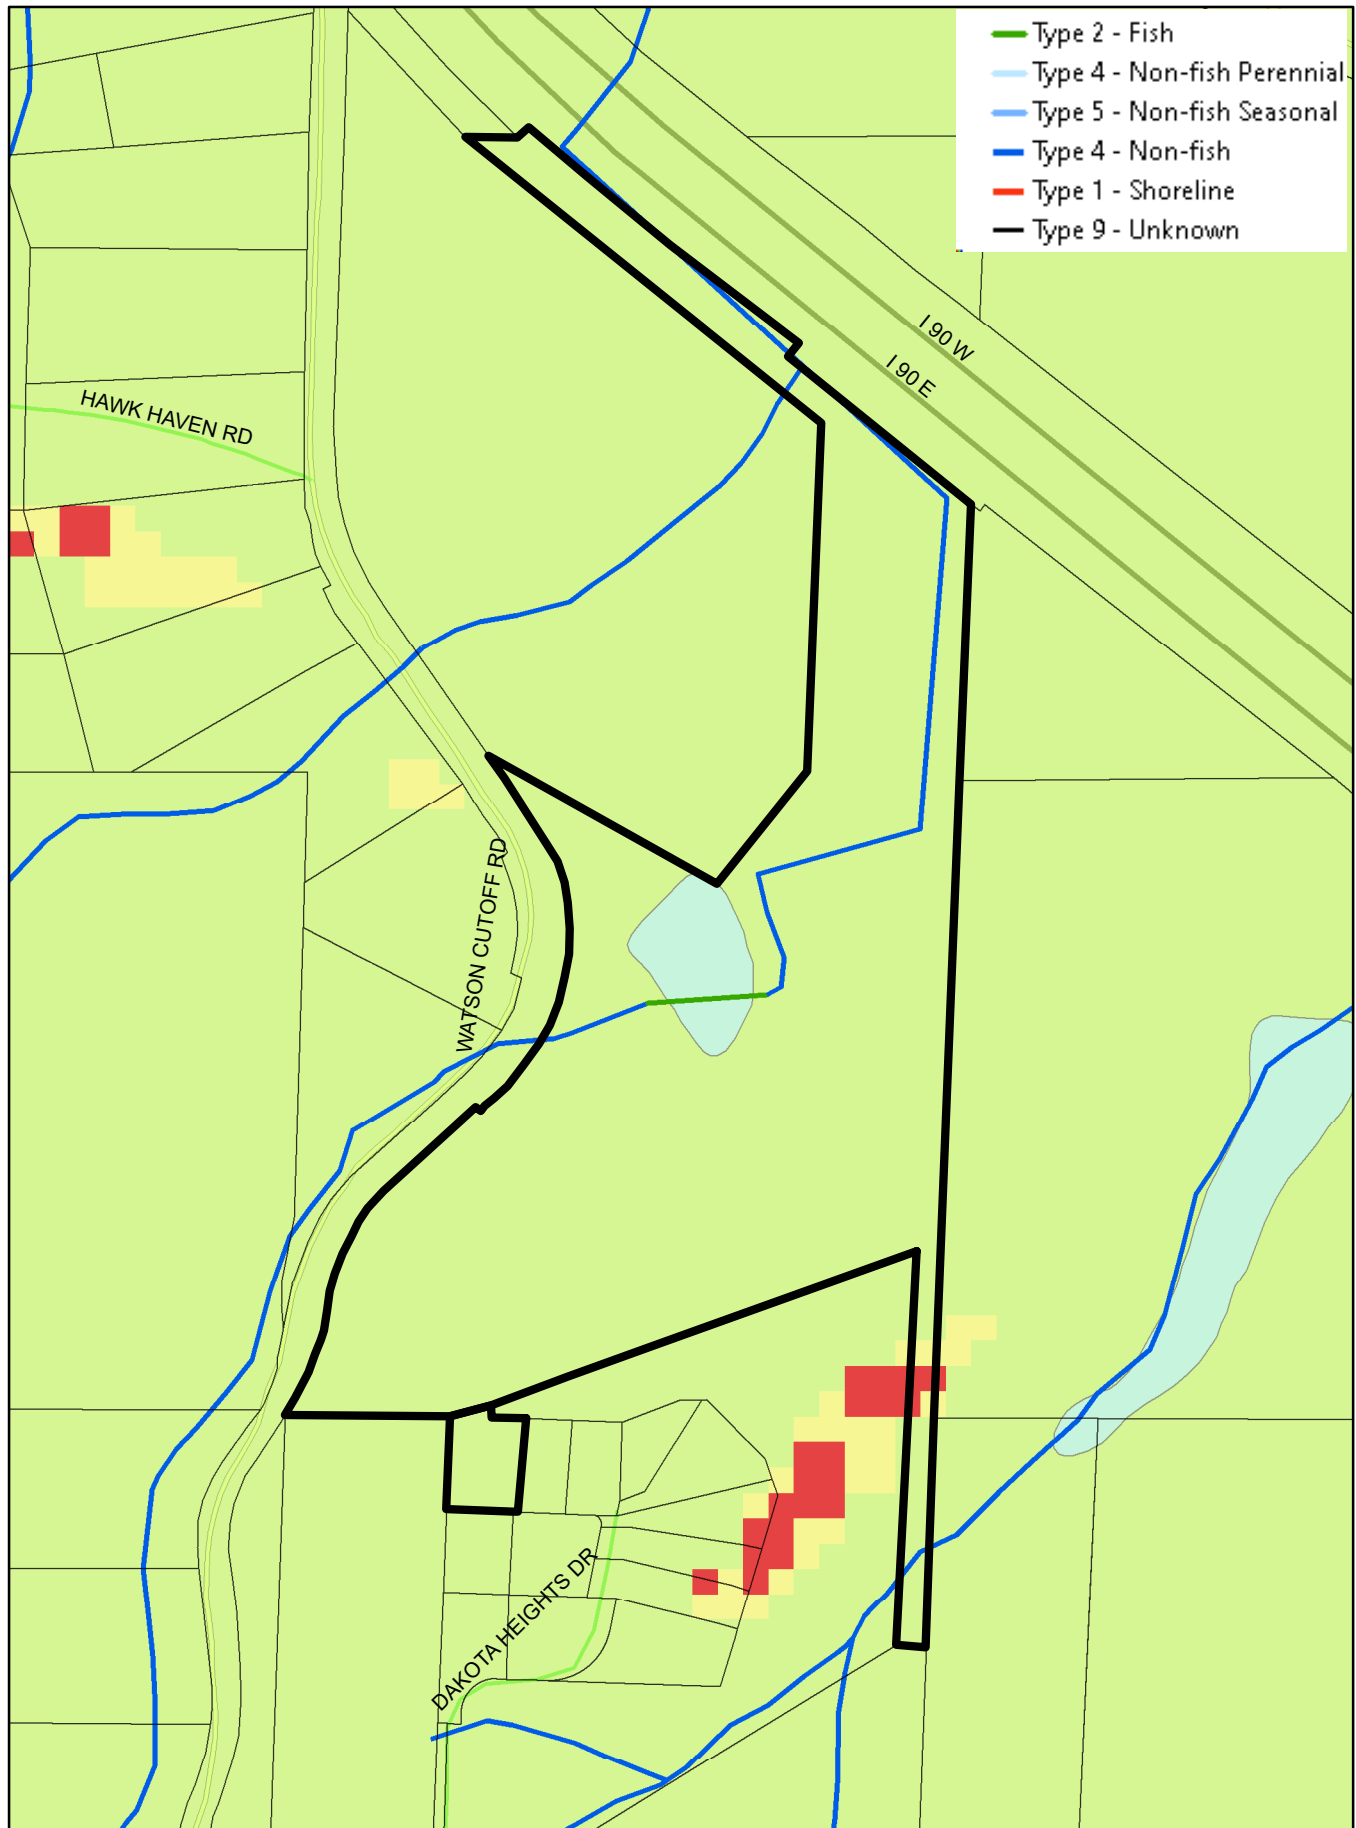 Type 2 - Fish
Type 4 - Non-fish Perennial
Type 5 - Non-fish Seasonal
Type 4 - Non-fish
Type 1 - Shoreline
Type 9 - Unknown
I 90 W
I 90 E
HAWK HAVEN RD
WATSON CUTOFF RD
DAKOTA HEIGHTS DR